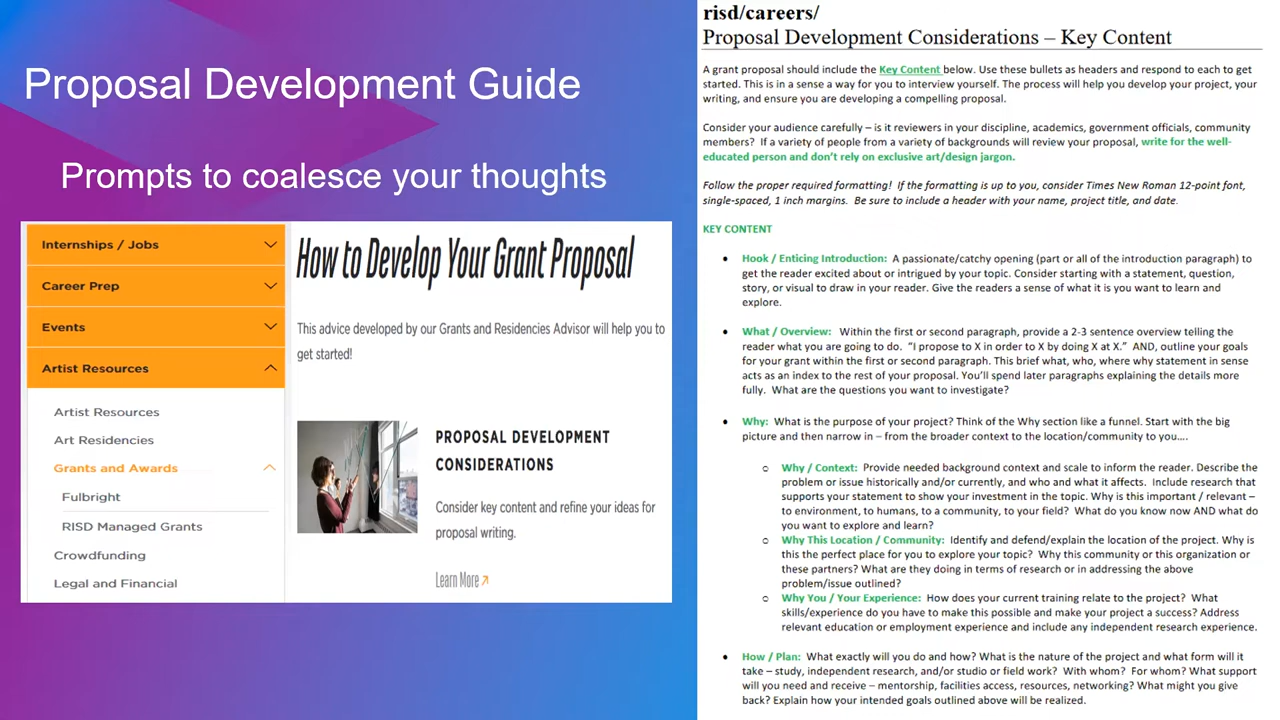 Proposal Development Guide
Prompts to coalesce your thoughts
Internships / Jobs
Career Prep
Events
Artist Resources
Artist Resources
Art Residencies
Grants and Awards
Fulbright
RISD Managed Grants
Crowdfunding
Legal and Financial
How to Develop Your Grant Proposal
This advice developed by our Grants and Residencies Advisor will help you to
get started!
PROPOSAL DEVELOPMENT
CONSIDERATIONS
Consider key content and refine your ideas for
proposal writing.
Learn More
risd/careers/
Proposal Development Considerations – Key Content
A grant proposal should include the Key Content below. Use these bullets as headers and respond to each to get
started. This is in a sense a way for you to interview yourself. The process will help you develop your project, your
writing, and ensure you are developing a compelling proposal.
Consider your audience carefully – is it reviewers in your discipline, academics, government officials, community
members? If a variety of people from a variety of backgrounds will review your proposal, write for the well-
educated person and don't rely on exclusive art/design jargon.
Follow the proper required formatting! If the formatting is up to you, consider Times New Roman 12-point font,
single-spaced, 1 inch margins. Be sure to include a header with your name, project title, and date.
KEY CONTENT
• Hook / Enticing Introduction: A passionate/catchy opening (part or all of the introduction paragraph) to
get the reader excited about or intrigued by your topic. Consider starting with a statement, question,
story, or visual to draw in your reader. Give the readers a sense of what it is you want to learn and
explore.
• What / Overview: Within the first or second paragraph, provide a 2-3 sentence overview telling the
reader what you are going to do. "I propose to X in order to X by doing X at X." AND, outline your goals
for your grant within the first or second paragraph. This brief what, who, where why statement in sense
acts as an index to the rest of your proposal. You'll spend later paragraphs explaining the details more
fully. What are the questions you want to investigate?
• Why: What is the purpose of your project? Think of the Why section like a funnel. Start with the big
picture and then narrow in – from the broader context to the location/community to you....
o Why / Context: Provide needed background context and scale to inform the reader. Describe the
problem or issue historically and/or currently, and who and what it affects. Include research that
supports your statement to show your investment in the topic. Why is this important / relevant –
to environment, to humans, to a community, to your field? What do you know now AND what do
you want to explore and learn?
o Why This Location / Community: Identify and defend/explain the location of the project. Why is
this the perfect place for you to explore your topic? Why this community or this organization or
these partners? What are they doing in terms of research or in addressing the above
problem/issue outlined?
o Why You / Your Experience: How does your current training relate to the project? What
skills/experience do you have to make this possible and make your project a success? Address
relevant education or employment experience and include any independent research experience.
• How / Plan: What exactly will you do and how? What is the nature of the project and what form will it
take – study, independent research, and/or studio or field work? With whom? For whom? What support
will you need and receive – mentorship, facilities access, resources, networking? What might you give
back? Explain how your intended goals outlined above will be realized.